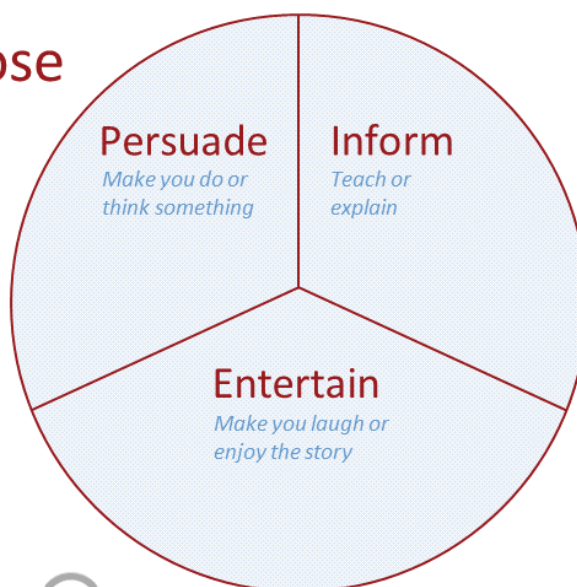 ose
Persuade
Make you do or
think something
Inform
Teach or
explain
Entertain
Make you laugh or
enjoy the story